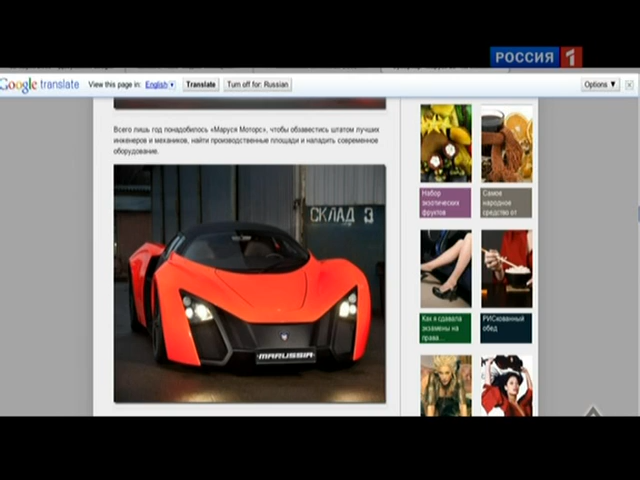 РОССИЯ 1
Google translate View this page in: English Translate Turn off for: Russian Options
Всего лишь год понадобилось «Маруся Моторс», чтобы обзавестись штатом лучших
инженеров и механиков, найти производственные площади и наладить современное
оборудование.
СКЛАД 3
MARUSSIA
Набор
экзотических
фруктов
Самое
народное
средство от
Как я сдавала
экзамены на
права...
РИСкованный
обед